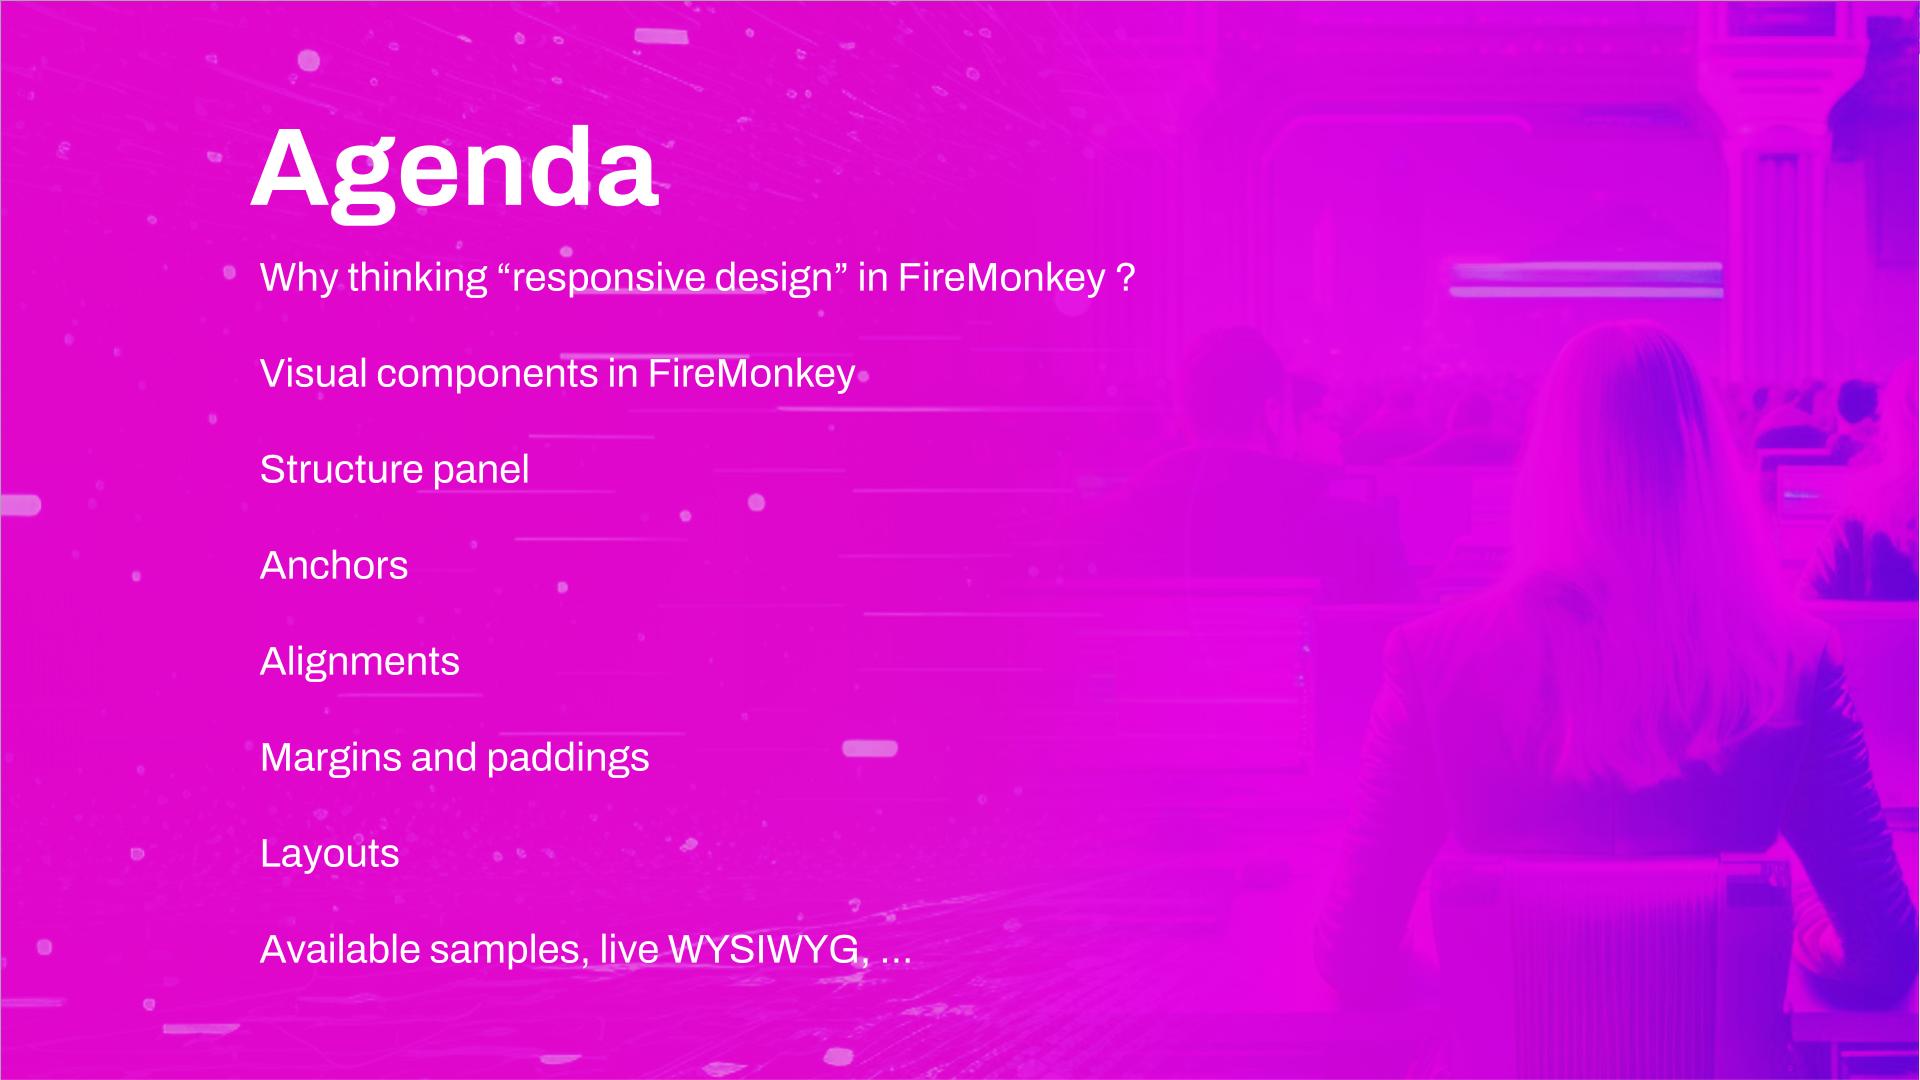 Agenda
Why thinking “responsive design” in FireMonkey ?
Visual components in FireMonkey
Structure panel
Anchors
Alignments
Margins and paddings
Layouts
Available samples, live WYSIWYG, ...